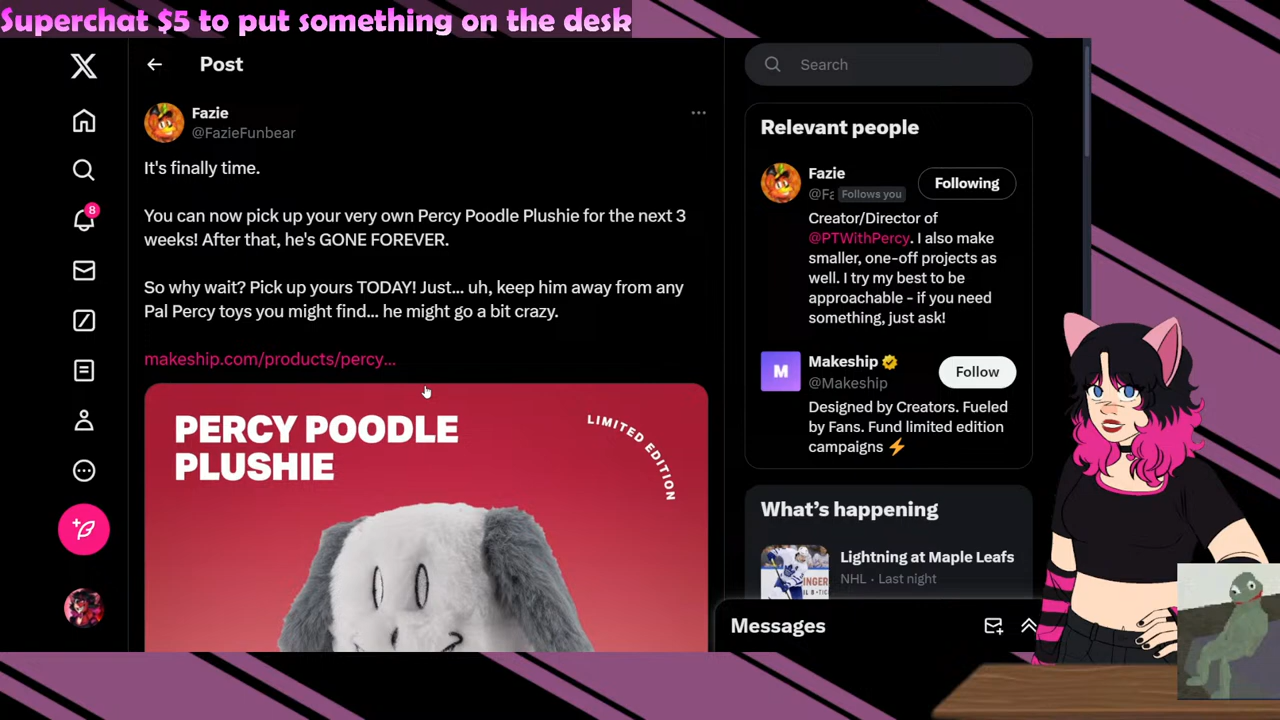 Superchat $5 to put something on the desk
Post
Search
Fazie
@FazieFunbear
It's finally time.
You can now pick up your very own Percy Poodle Plushie for the next 3
weeks! After that, he's GONE FOREVER.
So why wait? Pick up yours TODAY! Just... uh, keep him away from any
Pal Percy toys you might find... he might go a bit crazy.
makeship.com/products/percy...
PERCY POODLE
PLUSHIE
LIMITED EDITION
8
Relevant people
Fazie
@Fa Follows you
Following
Creator/Director of
@PTWithPercy. I also make
smaller, one-off projects as
well. I try my best to be
approachable - if you need
something, just ask!
M
Makeship
@Makeship
Follow
Designed by Creators. Fueled
by Fans. Fund limited edition
campaigns ⚡
What's happening
Lightning at Maple Leafs
NHL · Last night
Messages